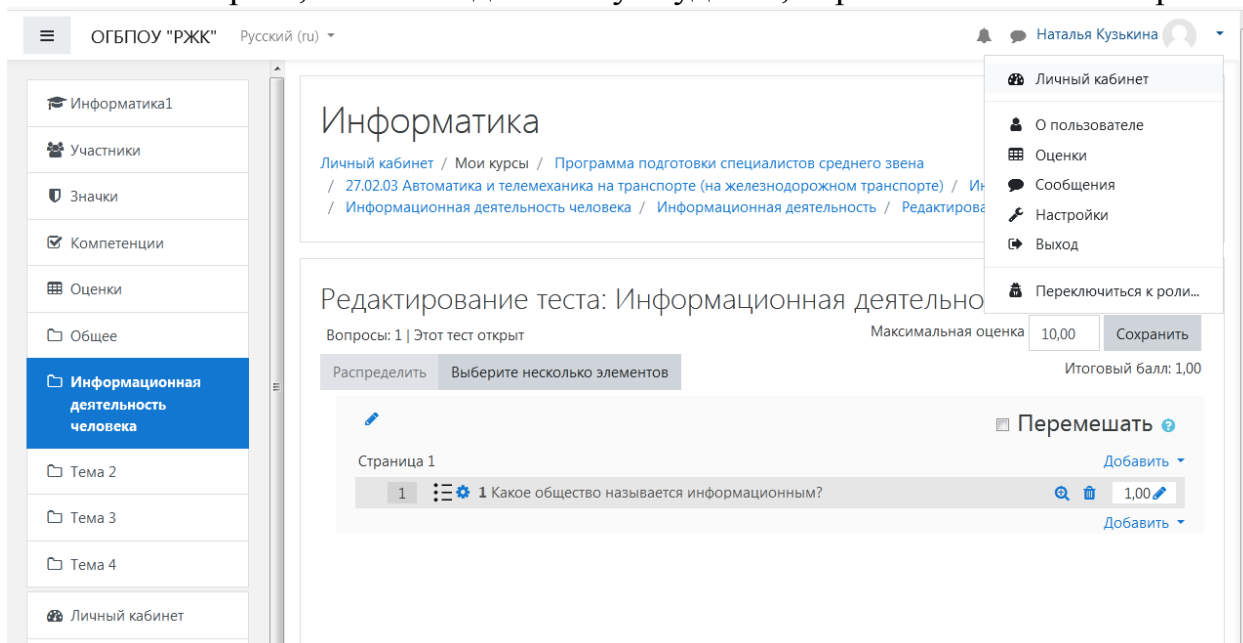 ОГБПОУ "РЖК"
Русский (ru)
Наталья Кузькина
Личный кабинет
О пользователе
Оценки
Сообщения
Настройки
Выход
Переключиться к роли...
Информатика1
Участники
Значки
Компетенции
Оценки
Общее
Информационная
деятельность
человека
Тема 2
Тема 3
Тема 4
Личный кабинет
Информатика
Личный кабинет / Мои курсы / Программа подготовки специалистов среднего звена
/ 27.02.03 Автоматика и телемеханика на транспорте (на железнодорожном транспорте) / Ин
/ Информационная деятельность человека / Информационная деятельность / Редактирова
Редактирование теста: Информационная деятельно
Вопросы: 1 | Этот тест открыт
Максимальная оценка 10,00 Сохранить
Распределить Выберите несколько элементов
Итоговый балл: 1,00
Перемешать
Страница 1
Добавить
1 1 Какое общество называется информационным? 1,00
Добавить